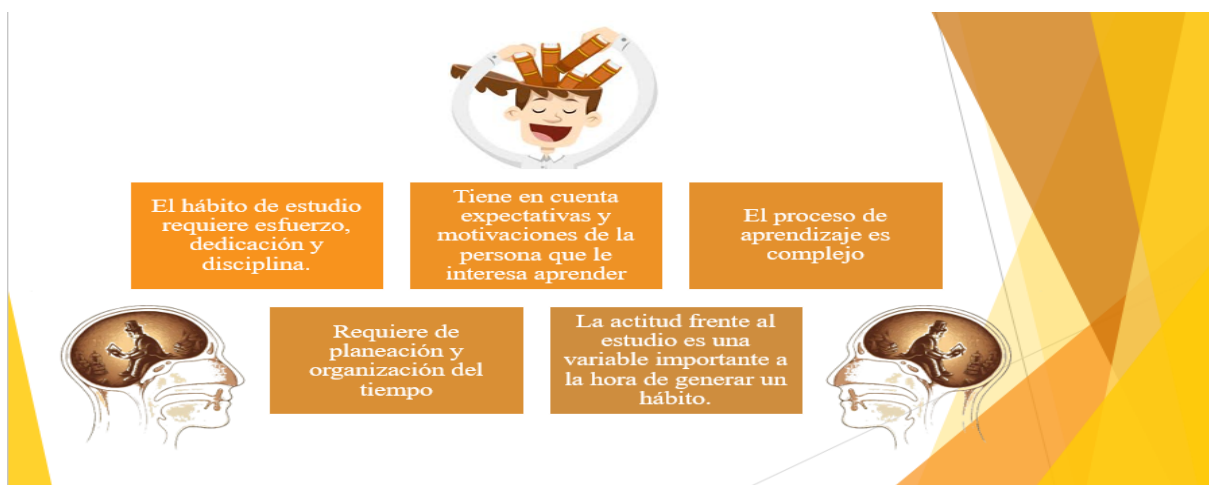 El hábito de estudio
requiere esfuerzo,
dedicación y
disciplina.
Tiene en cuenta
expectativas y
motivaciones de la
persona que le
interesa aprender
El proceso de
aprendizaje es
complejo
Requiere de
planeación y
organización del
tiempo
La actitud frente al
estudio es una
variable importante a
la hora de generar un
hábito.